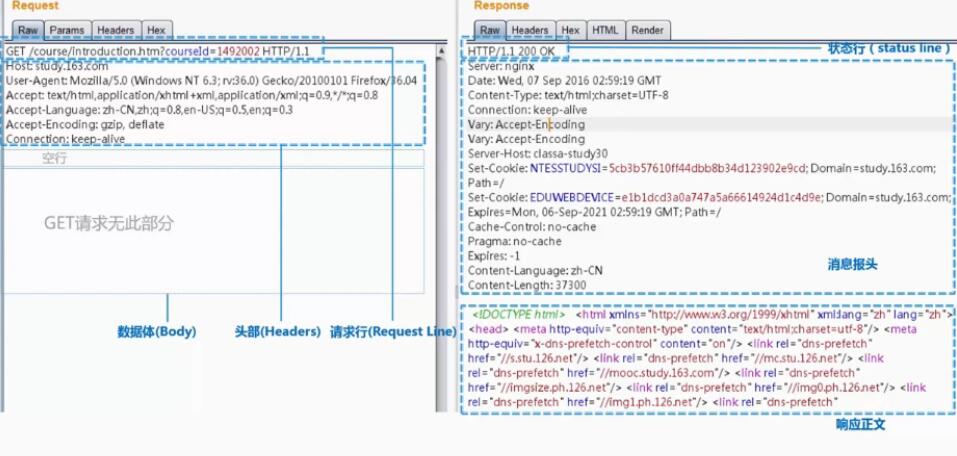 Request
Raw Params Headers Hex
GET /course/introduction.htm?courseId=1492002 HTTP/1.1
Host: study.163.com
User-Agent: Mozilla/5.0 (Windows NT 6.3; rv:36.0) Gecko/20100101 Firefox/36.04
Accept: text/html,application/xhtml+xml,application/xml;q=0.9,*/*;q=0.8
Accept-Language: zh-CN,zh;q=0.8,en-US;q=0.5,en;q=0.3
Accept-Encoding: gzip, deflate
Connection: keep-alive
空行
GET请求无此部分
数据体(Body)
头部(Headers)
请求行(Request Line)
Response
Raw Headers Hex HTML Render
HTTP/1.1 200 OK
状态行（status line）
Server: nginx
Date: Wed, 07 Sep 2016 02:59:19 GMT
Content-Type: text/html;charset=UTF-8
Connection: keep-alive
Vary: Accept-Encoding
Vary: Accept-Encoding
Server-Host: classa-study30
Set-Cookie: NTESSTUDYSI=5cb3b57610ff44dbb8b34d123902e9cd; Domain=study.163.com;
Path=/
Set-Cookie: EDUWEBDEVICE=e1b1dcd3a0a747a5a66614924d1c4d9e; Domain=study.163.com;
Expires=Mon, 06-Sep-2021 02:59:19 GMT; Path=/
Cache-Control: no-cache
Pragma: no-cache
Expires: -1
Content-Language: zh-CN
Content-Length: 37300
消息报头
<!DOCTYPE html> <html xmlns="http://www.w3.org/1999/xhtml" xml:lang="zh" lang="zh">
<head> <meta http-equiv="content-type" content="text/html;charset=utf-8"/> <meta
http-equiv="x-dns-prefetch-control" content="on"/> <link rel="dns-prefetch"
href="//s.stu.126.net"/> <link rel="dns-prefetch" href="//mc.stu.126.net"/> <link
rel="dns-prefetch" href="//mooc.study.163.com"/> <link rel="dns-prefetch"
href="//imgsize.ph.126.net"/> <link rel="dns-prefetch" href="//img0.ph.126.net"/> <link
rel="dns-prefetch" href="//img1.ph.126.net"/> <link rel="dns-prefetch"
响应正文